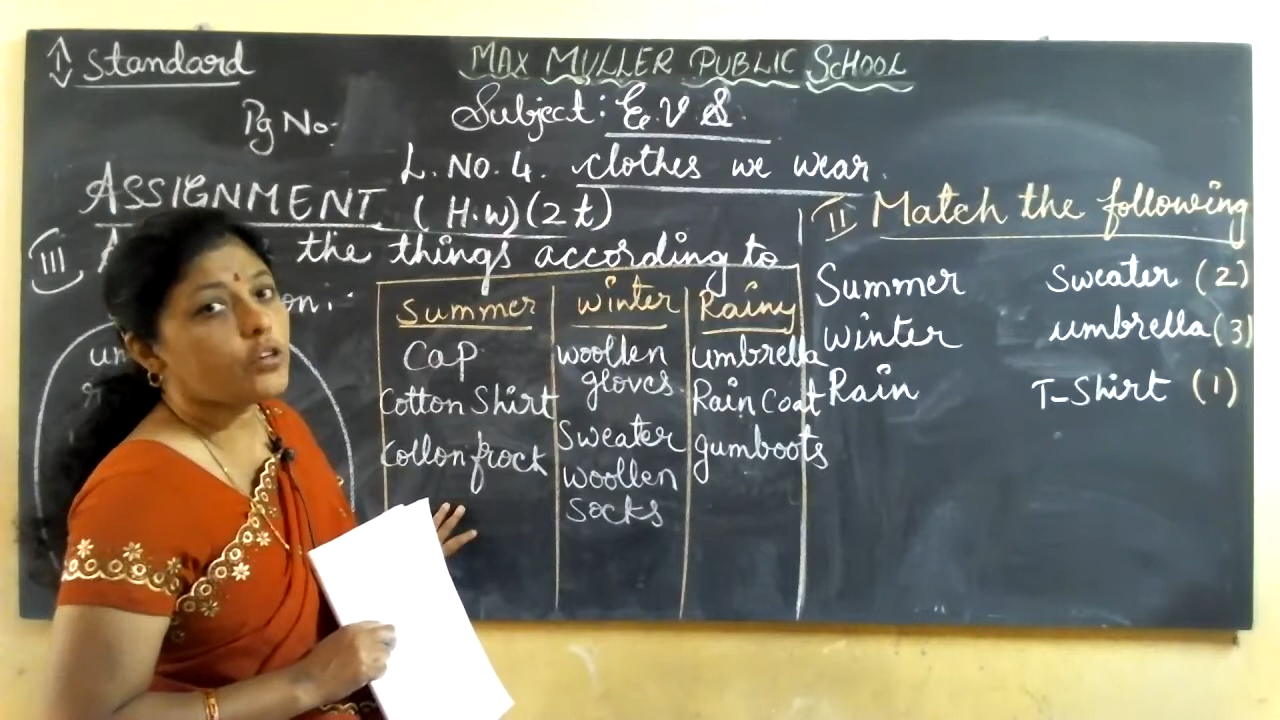 Standard
MAX MULLER PUBLIC SCHOOL
Pg No:-
Subject: E.V.S.
L. No. 4. clothes we wear.
ASSIGNMENT (H.W) (2 t)
III the things according to
on:-
Summer winter Rainy
Cap woollen gloves umbrella
Cotton Shirt Sweater Rain Coat
Cotton frock woollen socks gumboots
II Match the following
Summer Sweater (2)
winter umbrella (3)
Rain T-Shirt (1)